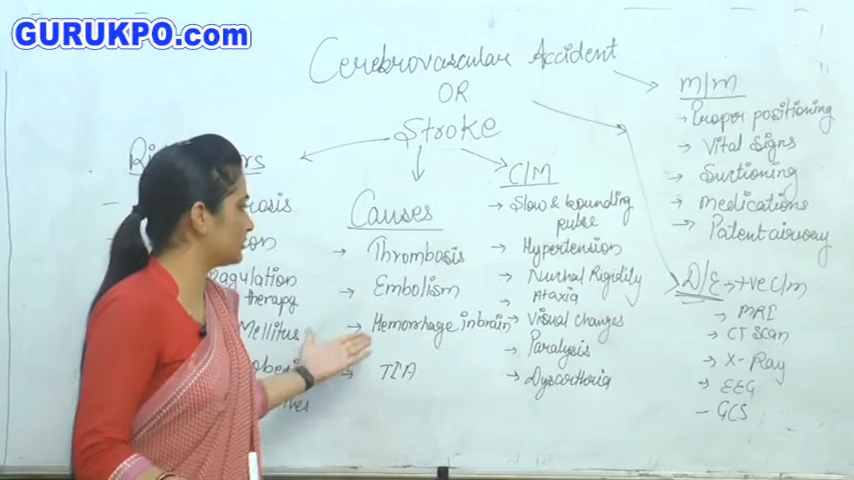 GURUKPO.com
Cerebrovascular Accident
OR
Stroke
Causes
→ Thrombosis
→ Embolism
→ Hemorrhage in brain
→ TIA
C/M
→ Slow & bounding
pulse
→ Hypertension
→ Nuchal Rigidity
→ Ataxia
→ Visual changes
→ Paralysis
→ Dysarthria
M/M
→ Proper positioning
→ Vital signs
→ Suctioning
→ Medications
→ Patent airway
D/E → +ve C/M
→ MRI
→ CT Scan
→ X-Ray
→ EEG
- GCS
therapy
Mellitus